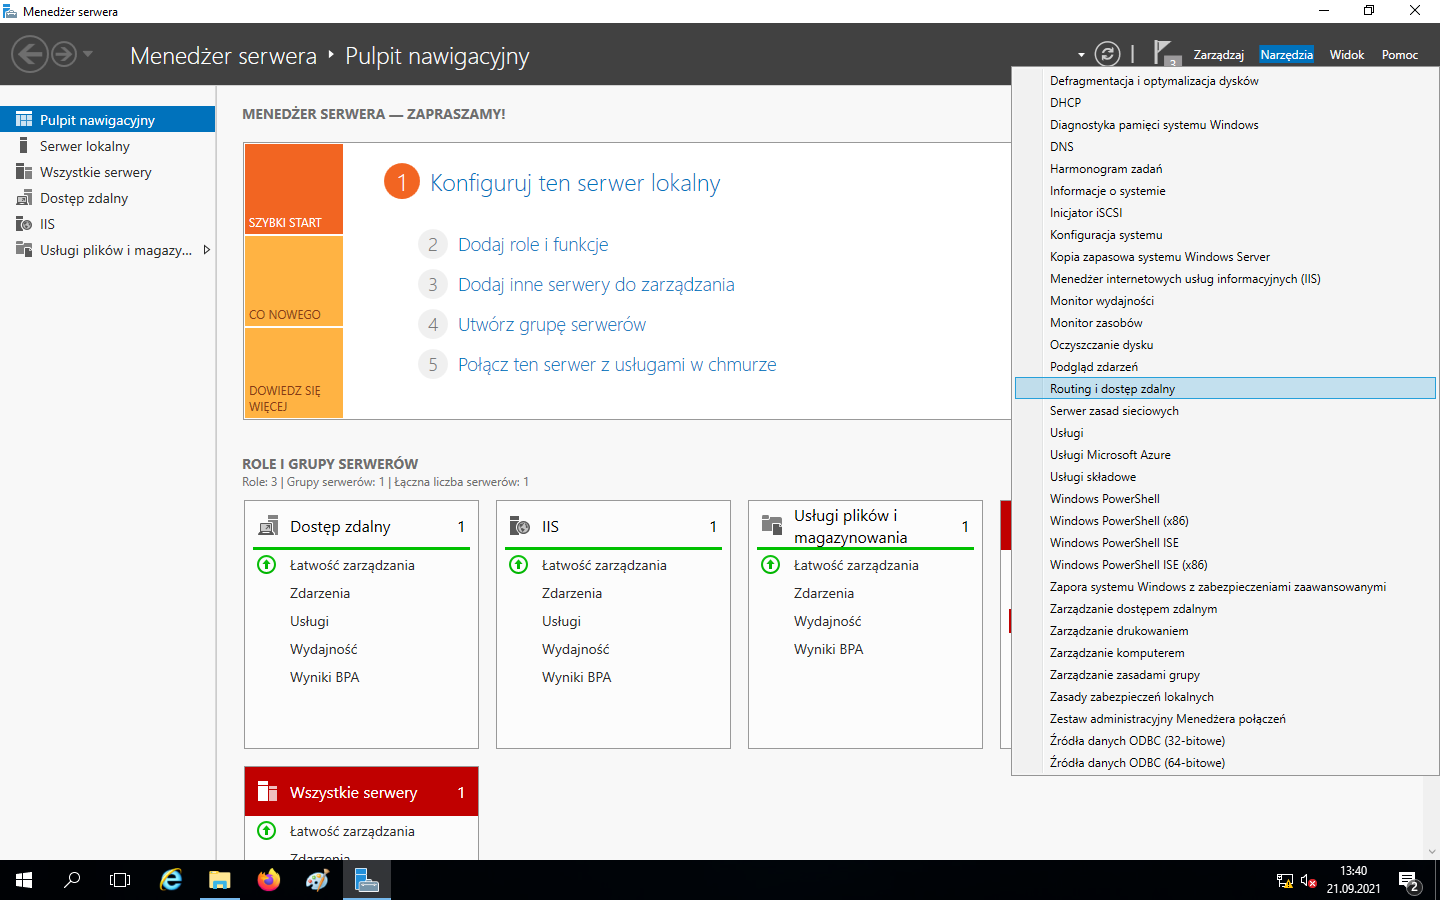 Menedżer serwera
Menedżer serwera
Pulpit nawigacyjny
3
Zarządzaj
Narzędzia
Widok
Pomoc
Pulpit nawigacyjny
Serwer lokalny
Wszystkie serwery
Dostęp zdalny
IIS
Usługi plików i magazy...
MENEDŻER SERWERA — ZAPRASZAMY!
SZYBKI START
CO NOWEGO
DOWIEDZ SIĘ
WIĘCEJ
1 Konfiguruj ten serwer lokalny
2 Dodaj role i funkcje
3 Dodaj inne serwery do zarządzania
4 Utwórz grupę serwerów
5 Połącz ten serwer z usługami w chmurze
ROLE I GRUPY SERWERÓW
Role: 3 | Grupy serwerów: 1 | Łączna liczba serwerów: 1
Dostęp zdalny 1
Łatwość zarządzania
Zdarzenia
Usługi
Wydajność
Wyniki BPA
IIS 1
Łatwość zarządzania
Zdarzenia
Usługi
Wydajność
Wyniki BPA
Usługi plików i
magazynowania 1
Łatwość zarządzania
Zdarzenia
Wydajność
Wyniki BPA
Wszystkie serwery 1
Łatwość zarządzania
Zdarzenia
Defragmentacja i optymalizacja dysków
DHCP
Diagnostyka pamięci systemu Windows
DNS
Harmonogram zadań
Informacje o systemie
Inicjator iSCSI
Konfiguracja systemu
Kopia zapasowa systemu Windows Server
Menedżer internetowych usług informacyjnych (IIS)
Monitor wydajności
Monitor zasobów
Oczyszczanie dysku
Podgląd zdarzeń
Routing i dostęp zdalny
Serwer zasad sieciowych
Usługi
Usługi Microsoft Azure
Usługi składowe
Windows PowerShell
Windows PowerShell (x86)
Windows PowerShell ISE
Windows PowerShell ISE (x86)
Zapora systemu Windows z zabezpieczeniami zaawansowanymi
Zarządzanie dostępem zdalnym
Zarządzanie drukowaniem
Zarządzanie komputerem
Zarządzanie zasadami grupy
Zasady zabezpieczeń lokalnych
Zestaw administracyjny Menedżera połączeń
Źródła danych ODBC (32-bitowe)
Źródła danych ODBC (64-bitowe)
13:40
21.09.2021
2